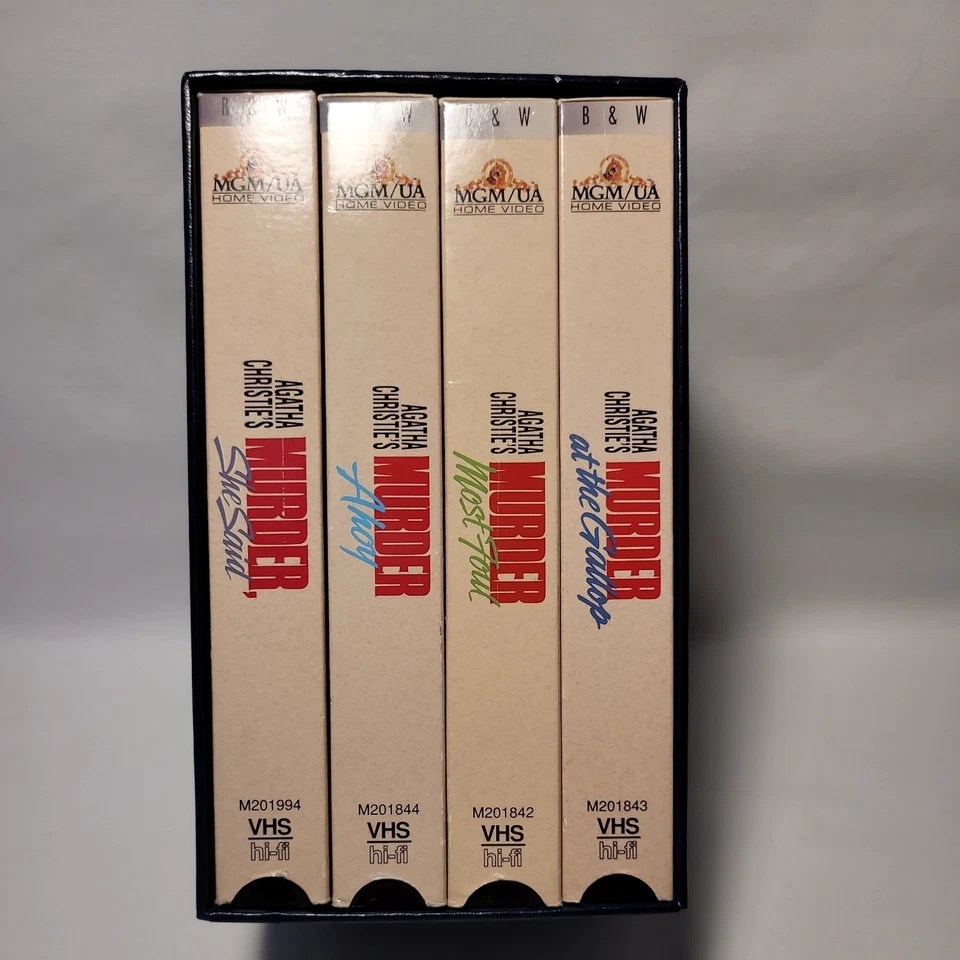 B & W
MGM/UA
HOME VIDEO
AGATHA
CHRISTIE'S
MURDER,
She Said
M201994
VHS
hi-fi
W
MGM/UA
HOME VIDEO
AGATHA
CHRISTIE'S
MURDER
Ahoy
M201844
VHS
hi-fi
& W
MGM/UA
HOME VIDEO
AGATHA
CHRISTIE'S
MURDER
Most Foul
M201842
VHS
hi-fi
B & W
MGM/UA
HOME VIDEO
AGATHA
CHRISTIE'S
MURDER
at the Gallop
M201843
VHS
hi-fi